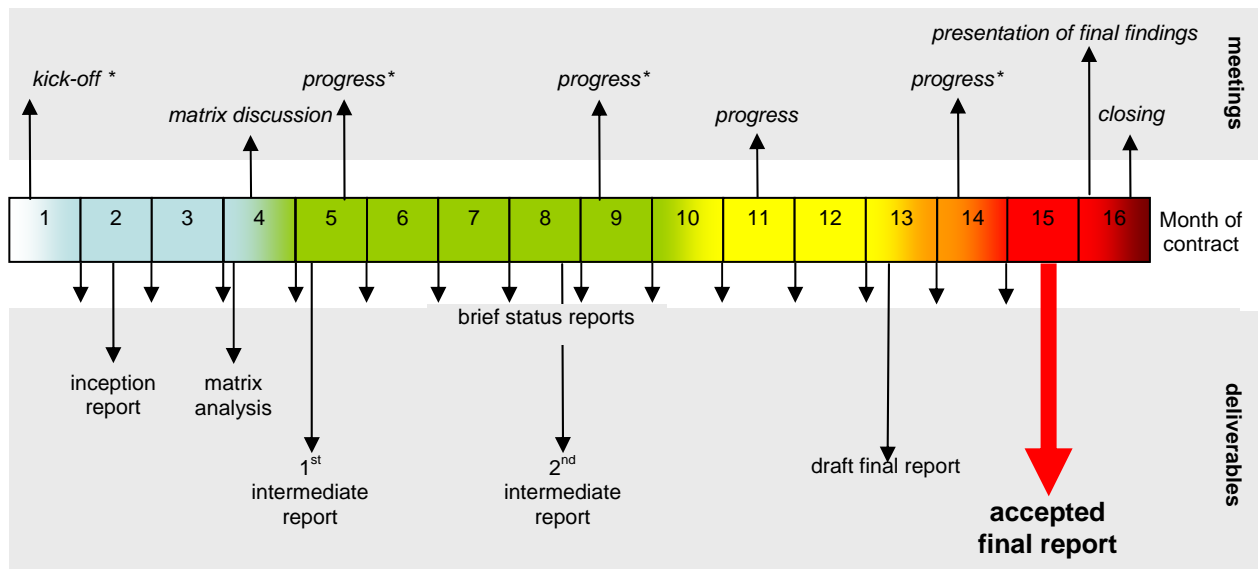 presentation of final findings
kick-off *
progress*
progress*
progress*
matrix discussion
progress
closing
meetings
1 2 3 4 5 6 7 8 9 10 11 12 13 14 15 16
Month of
contract
brief status reports
inception
report
matrix
analysis
1st
intermediate
report
2nd
intermediate
report
draft final report
accepted
final report
deliverables